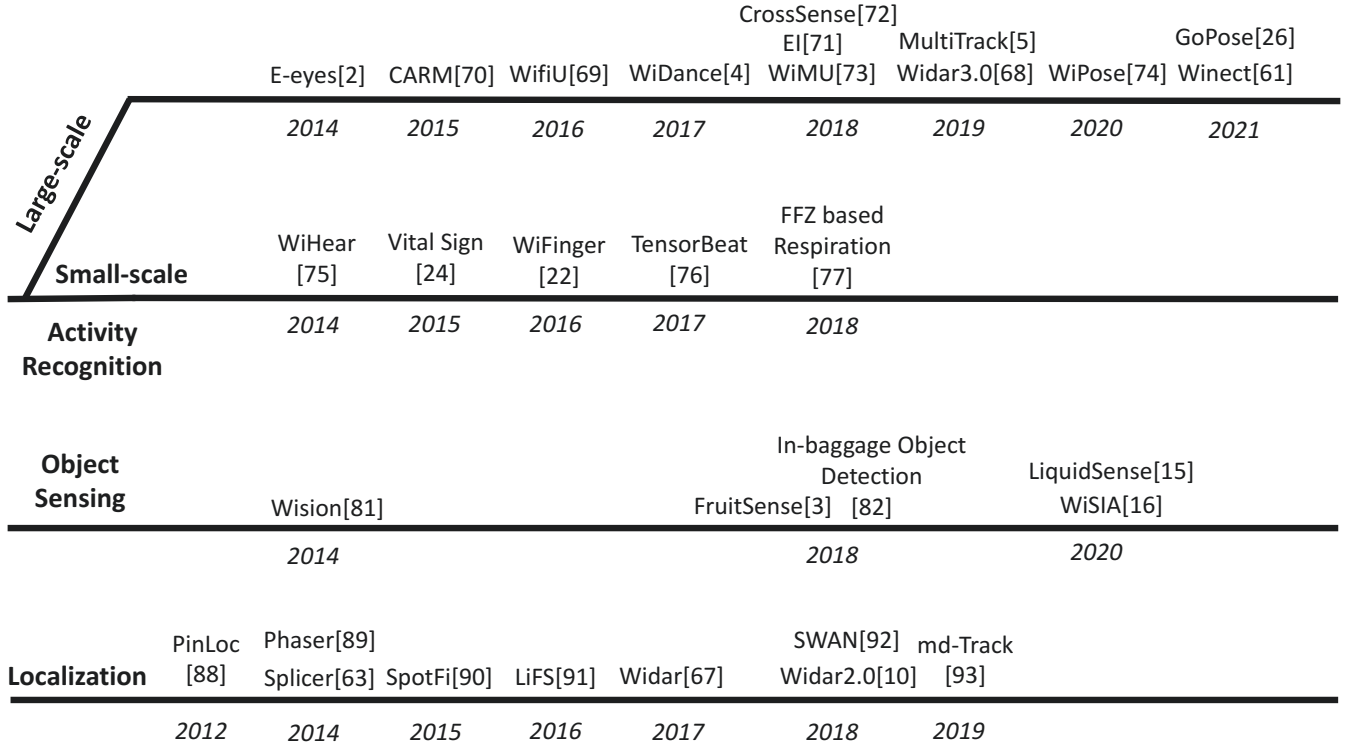 CrossSense[72]
EI[71] MultiTrack[5] GoPose[26]
E-eyes[2] CARM[70] WifiU[69] WiDance[4] WiMU[73] Widar3.0[68] WiPose[74] Winect[61]
Large-scale
2014 2015 2016 2017 2018 2019 2020 2021
FFZ based
WiHear Vital Sign WiFinger TensorBeat Respiration
Small-scale [75] [24] [22] [76] [77]
Activity 2014 2015 2016 2017 2018
Recognition
In-baggage Object
Object Detection LiquidSense[15]
Sensing Wision[81] FruitSense[3] [82] WiSIA[16]
2014 2018 2020
PinLoc Phaser[89] SWAN[92] md-Track
Localization [88] Splicer[63] SpotFi[90] LiFS[91] Widar[67] Widar2.0[10] [93]
2012 2014 2015 2016 2017 2018 2019